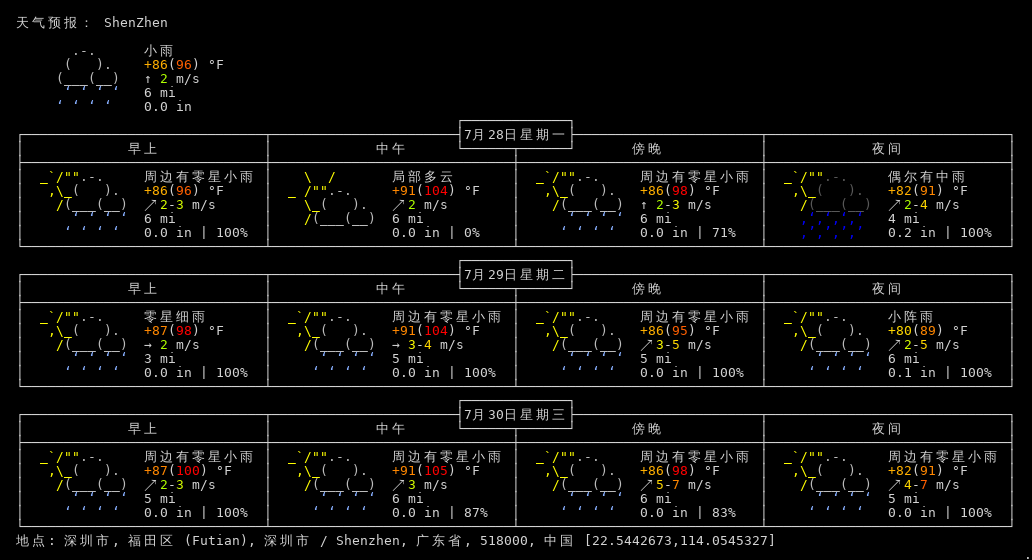 天气预报： ShenZhen
小雨
+86(96) °F
↑ 2 m/s
6 mi
0.0 in
7月28日星期一
早上 中午 傍晚 夜间
周边有零星小雨 局部多云 周边有零星小雨 偶尔有中雨
+86(96) °F +91(104) °F +86(98) °F +82(91) °F
↗ 2-3 m/s ↗ 2 m/s ↑ 2-3 m/s ↗ 2-4 m/s
6 mi 6 mi 6 mi 4 mi
0.0 in | 100% 0.0 in | 0% 0.0 in | 71% 0.2 in | 100%
7月29日星期二
早上 中午 傍晚 夜间
零星细雨 周边有零星小雨 周边有零星小雨 小阵雨
+87(98) °F +91(104) °F +86(95) °F +80(89) °F
→ 2 m/s → 3-4 m/s ↗ 3-5 m/s ↗ 2-5 m/s
3 mi 5 mi 5 mi 6 mi
0.0 in | 100% 0.0 in | 100% 0.0 in | 100% 0.1 in | 100%
7月30日星期三
早上 中午 傍晚 夜间
周边有零星小雨 周边有零星小雨 周边有零星小雨 周边有零星小雨
+87(100) °F +91(105) °F +86(98) °F +82(91) °F
↗ 2-3 m/s ↗ 3 m/s ↗ 5-7 m/s ↗ 4-7 m/s
5 mi 6 mi 6 mi 5 mi
0.0 in | 100% 0.0 in | 87% 0.0 in | 83% 0.0 in | 100%
地点: 深圳市, 福田区 (Futian), 深圳市 / Shenzhen, 广东省, 518000, 中国 [22.5442673,114.0545327]